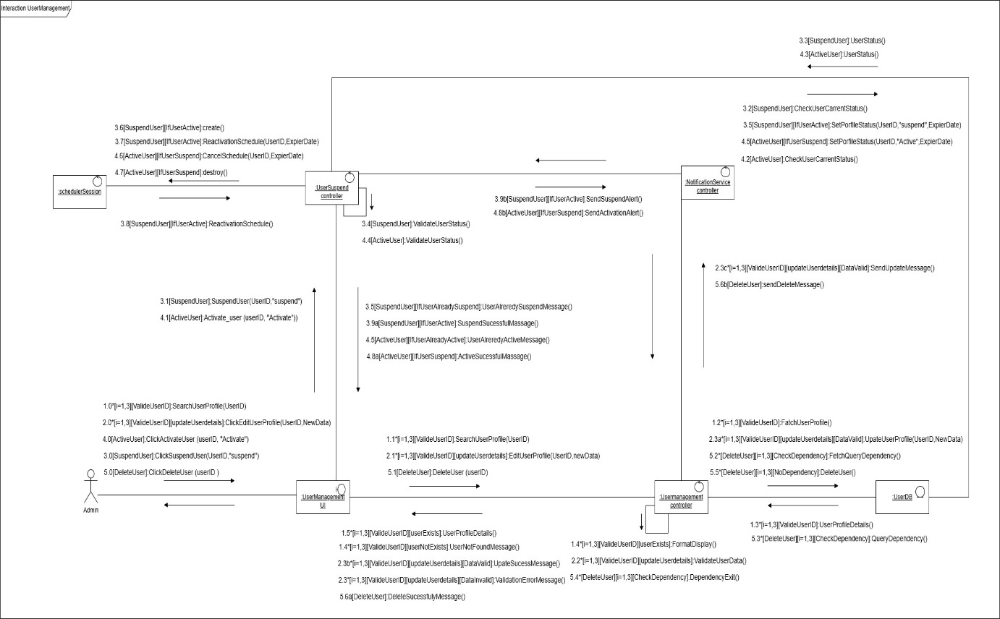 Interaction UserManagement
3.3[SuspendUser]:UserStatus()
4.3[ActiveUser]:UserStatus()
3.2[SuspendUser]:CheckUserCarrentStatus()
3.5[SuspendUser][IfUserActive]:SetPorfileStatus(UserID,"suspend",ExpierDate)
4.5[ActiveUser][IfUserSuspend]:SetPorfileStatus(UserID,"Active",ExpierDate)
4.2[ActiveUser]:CheckUserCarrentStatus()
3.6[SuspendUser][IfUserActive]:create()
3.7[SuspendUser][IfUserActive]:ReactivationSchedule(UserID,ExpierDate)
4.6[ActiveUser][IfUserSuspend]:CancelSchedule(UserID,ExpierDate)
4.7[ActiveUser][IfUserSuspend]:destroy()
:schedulerSession
:UserSuspend
controller
:NotificationService
controller
3.9b[SuspendUser][IfUserActive]:SendSuspendAlert()
4.8b[ActiveUser][IfUserSuspend]:SendActivationAlert()
3.8[SuspendUser][IfUserActive]:ReactivationSchedule()
3.4[SuspendUser]:ValidateUserStatus()
4.4[ActiveUser]:ValidateUserStatus()
2.3c*[i=1,3][ValideUserID][updateUserdetails][DataValid]:SendUpdateMessage()
5.6b[DeleteUser]:sendDeleteMessage()
3.1[SuspendUser];SuspendUser(UserID,"suspend")
4.1[ActiveUser]:Activate_user (userID, "Activate"))
3.5[SuspendUser][IfUserAlreadySuspend]:UserAlreredySuspendMessage()
3.9a[SuspendUser][IfUserActive]:SuspendSucessfulMassage()
4.5[ActiveUser][IfUserAlreadyActive]:UserAlreredyActiveMessage()
4.8a[ActiveUser][IfUserSuspend]:ActiveSucessfulMassage()
1.0*[i=1,3][ValideUserID]:SearchUserProfile(UserID)
2.0*[i=1,3][ValideUserID][updateUserdetails]:ClickEditUserProfile(UserID,NewData)
4.0[ActiveUser]:ClickActivateUser (userID, "Activate")
3.0[SuspendUser]:ClickSuspendUser(UserID,"suspend")
5.0[DeleteUser]:ClickDeleteUser (userID )
1.1*[i=1,3][ValideUserID]:SearchUserProfile(UserID)
2.1*[i=1,3][ValideUserID][updateUserdetails]:EditUserProfile(UserID,newData)
5.1[DeleteUser]:DeleteUser (userID)
1.2*[i=1,3][ValideUserID]:FatchUserProfile()
2.3a*[i=1,3][ValideUserID][updateUserdetails][DataValid]:UpateUserProfile(UserID,NewData)
5.2*[DeleteUser][i=1,3][CheckDependency]:FetchQueryDependency()
5.5*[DeleteUser][i=1,3][NoDependency]:DeleteUser()
Admin
:UserManagement
UI
:Usermanagement
controller
:UserDB
1.5*[i=1,3][ValideUserID][userExists]:UserProfileDetails()
1.4*[i=1,3][ValideUserID][userNotExists]:UserNotFoundMessage()
2.3b*[i=1,3][ValideUserID][updateUserdetails][DataValid]:UpateSucessMessage()
2.3*[i=1,3][ValideUserID][updateUserdetails][DataInvalid]:ValidationErrorMessage()
5.6a[DeleteUser]:DeleteSucessfulyMessage()
1.4*[i=1,3][ValideUserID][userExists]:FormatDisplay()
2.2*[i=1,3][ValideUserID][updateUserdetails]:ValidateUserData()
5.4*[DeleteUser][i=1,3][CheckDependency]:DependencyExit()
1.3*[i=1,3][ValideUserID]:UserProfileDetails()
5.3*[DeleteUser][i=1,3][CheckDependency]:QueryDependency()